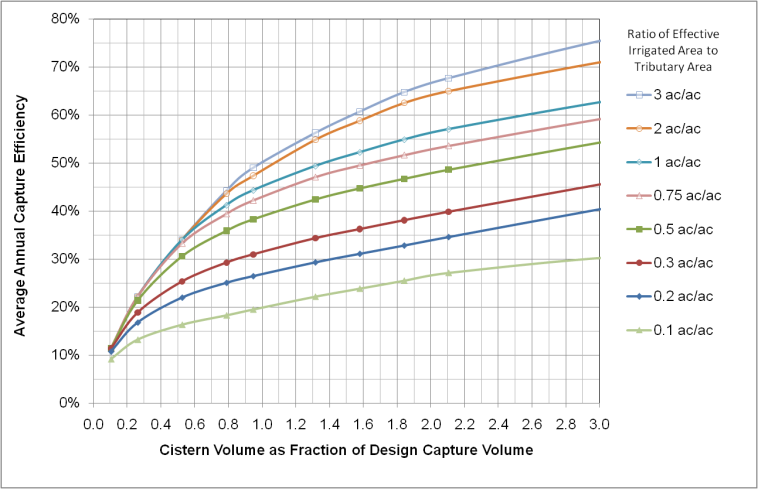 80%
70%
60%
50%
40%
30%
20%
10%
0%
Average Annual Capture Efficiency
0.0 0.2 0.4 0.6 0.8 1.0 1.2 1.4 1.6 1.8 2.0 2.2 2.4 2.6 2.8 3.0
Cistern Volume as Fraction of Design Capture Volume
Ratio of Effective
Irrigated Area to
Tributary Area
3 ac/ac
2 ac/ac
1 ac/ac
0.75 ac/ac
0.5 ac/ac
0.3 ac/ac
0.2 ac/ac
0.1 ac/ac